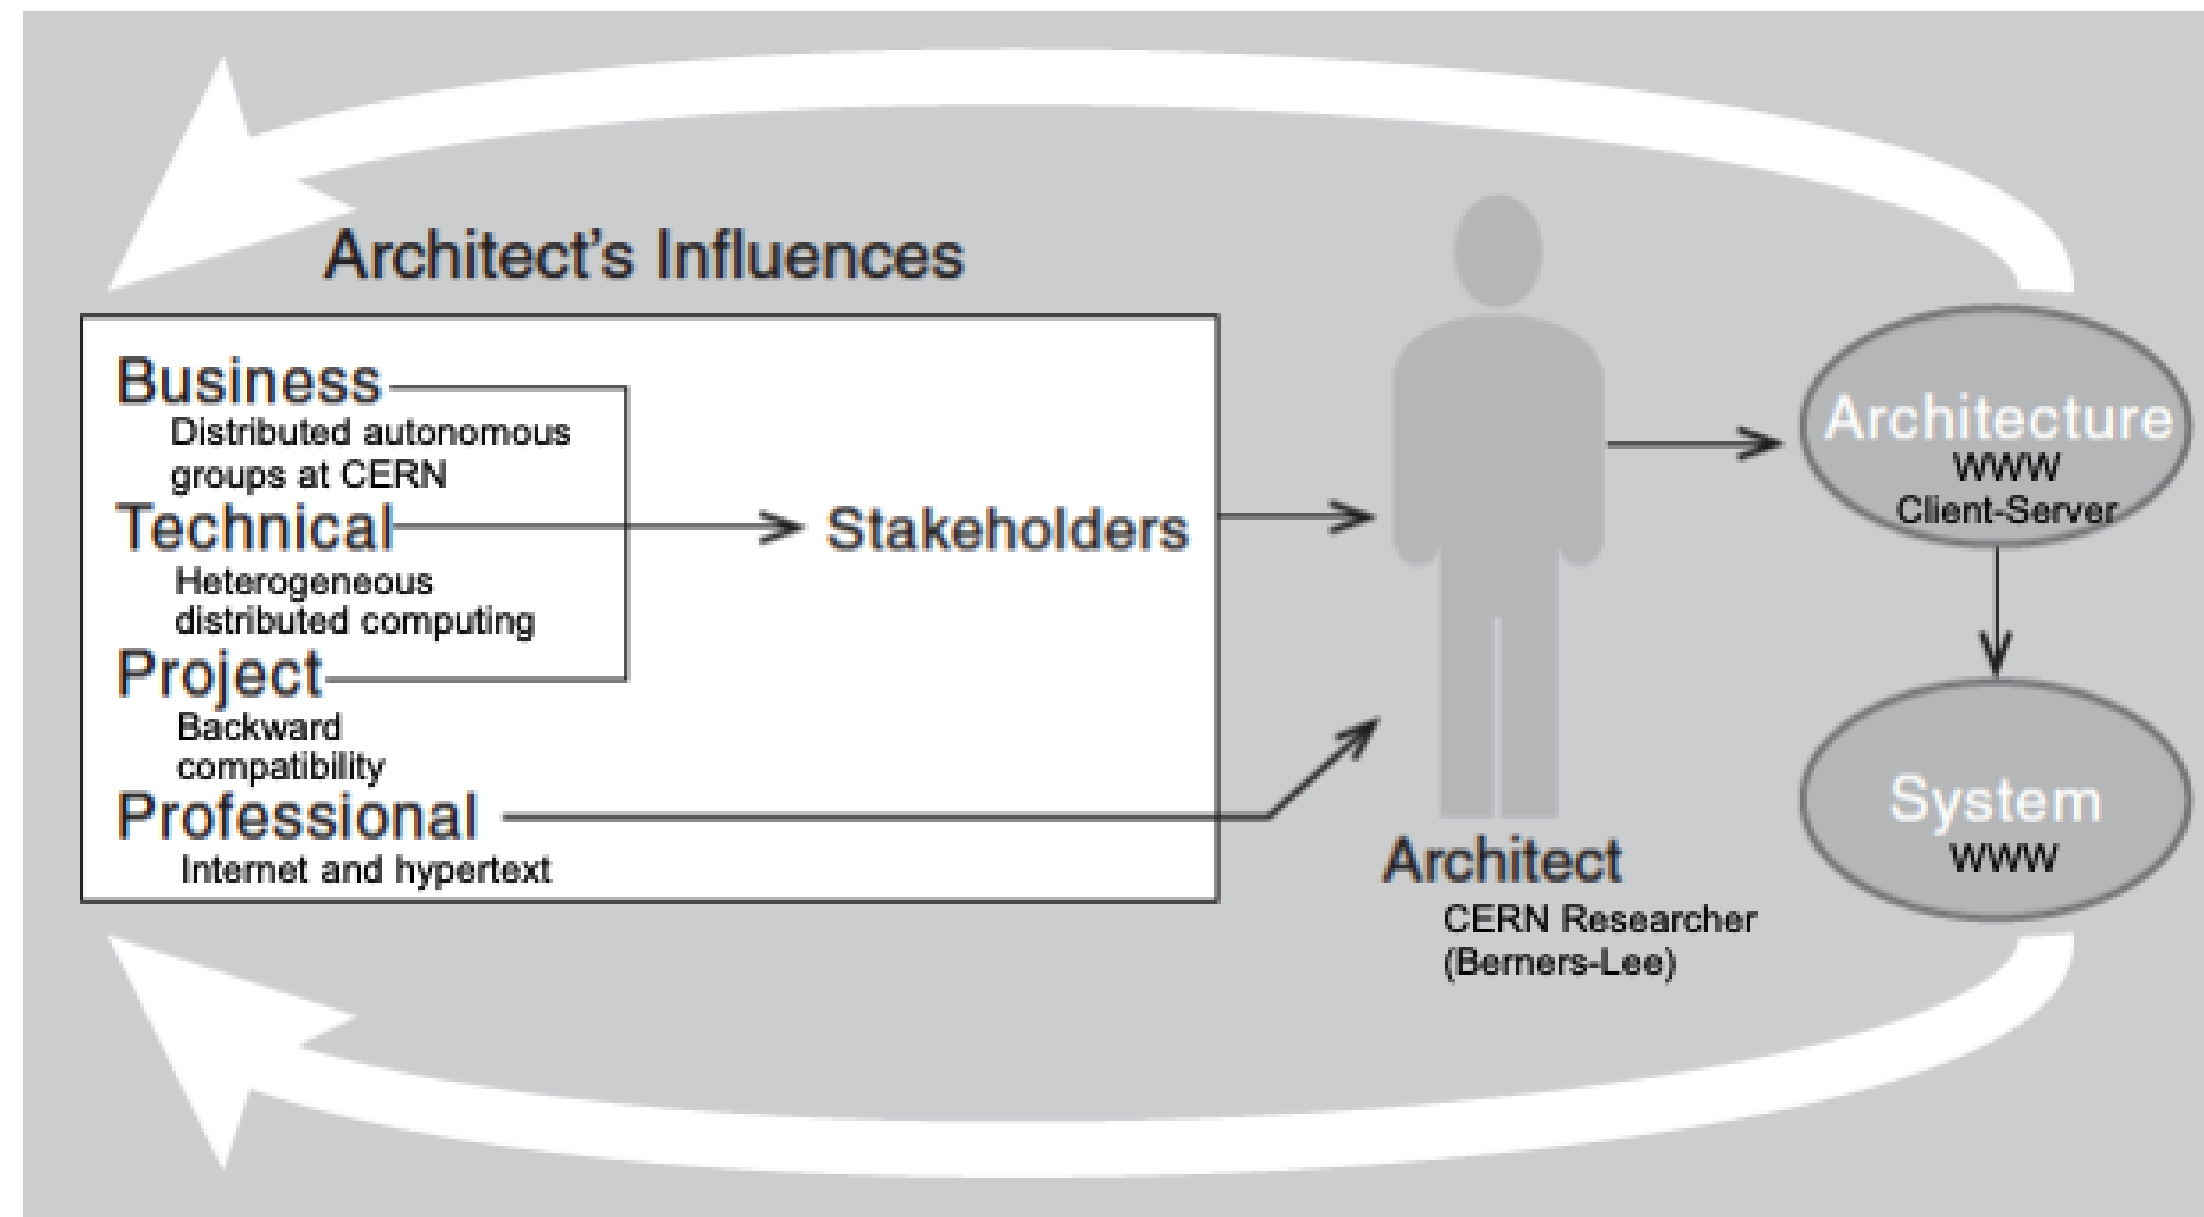 Architect's Influences
Business
Distributed autonomous
groups at CERN
Technical
Heterogeneous
distributed computing
Project
Backward
compatibility
Professional
Internet and hypertext
Stakeholders
Architect
CERN Researcher
(Berners-Lee)
Architecture
WWW
Client-Server
System
WWW